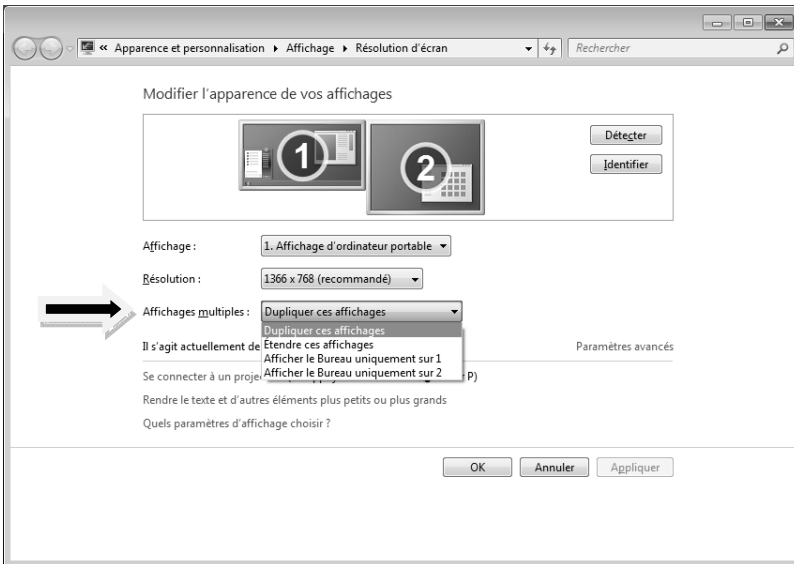 « Apparence et personnalisation ▸ Affichage ▸ Résolution d'écran
Rechercher
Modifier l'apparence de vos affichages
1
2
Détecter
Identifier
Affichage :
1. Affichage d'ordinateur portable
Résolution :
1366 x 768 (recommandé)
Affichages multiples :
Dupliquer ces affichages
Dupliquer ces affichages
Étendre ces affichages
Afficher le Bureau uniquement sur 1
Afficher le Bureau uniquement sur 2
Il s'agit actuellement de
Paramètres avancés
Se connecter à un P)
Rendre le texte et d'autres éléments plus petits ou plus grands
Quels paramètres d'affichage choisir ?
OK
Annuler
Appliquer